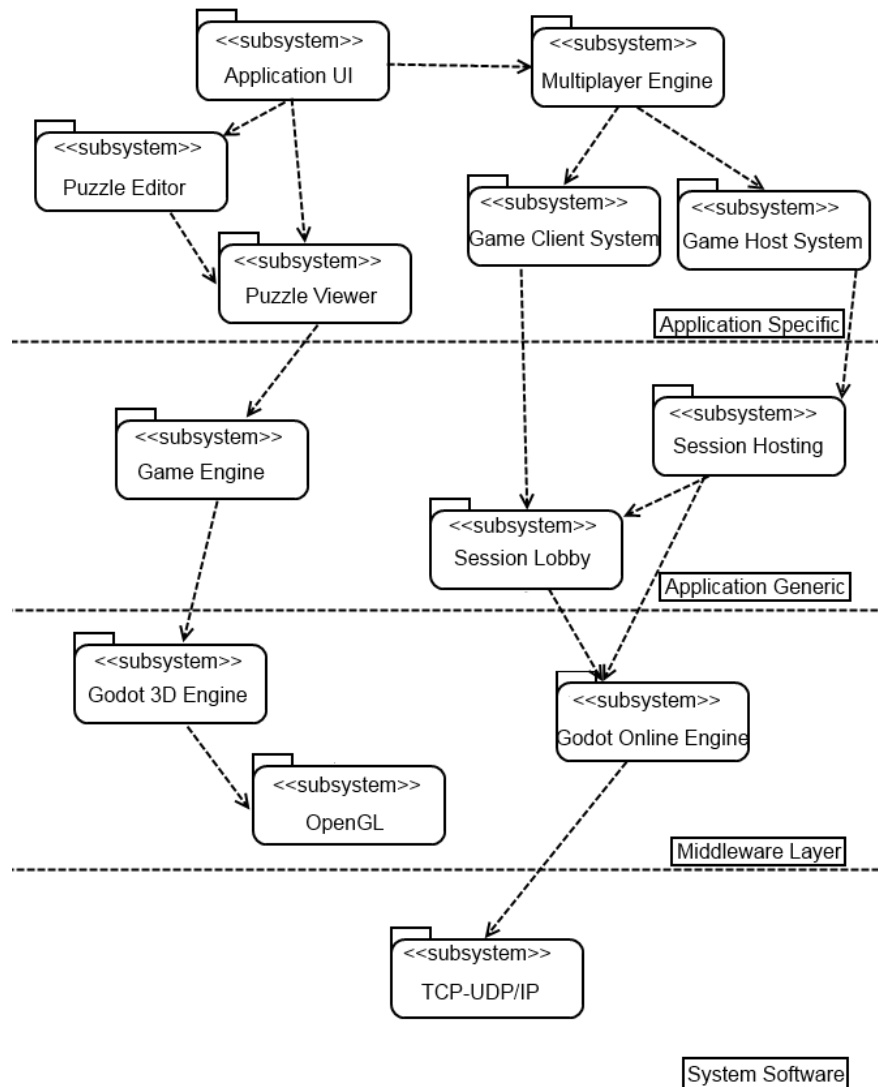 <<subsystem>>
Application UI
<<subsystem>>
Multiplayer Engine
<<subsystem>>
Puzzle Editor
<<subsystem>>
Game Client System
<<subsystem>>
Game Host System
<<subsystem>>
Puzzle Viewer
Application Specific
<<subsystem>>
Game Engine
<<subsystem>>
Session Hosting
<<subsystem>>
Session Lobby
Application Generic
<<subsystem>>
Godot 3D Engine
<<subsystem>>
Godot Online Engine
<<subsystem>>
OpenGL
Middleware Layer
<<subsystem>>
TCP-UDP/IP
System Software